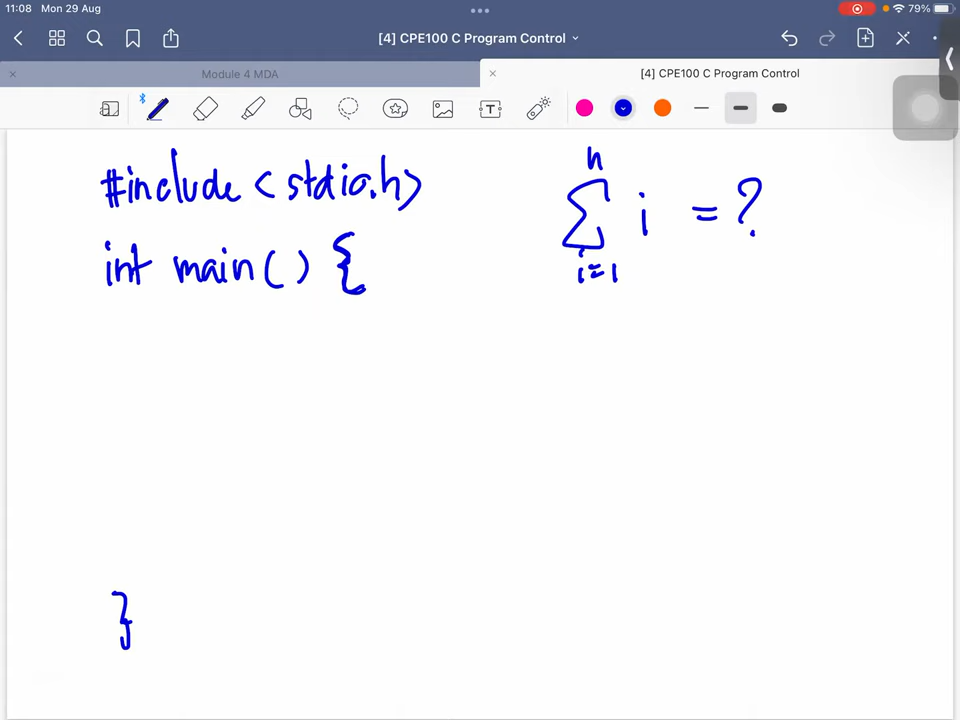 11:08 Mon 29 Aug
79%
[4] CPE100 C Program Control
Module 4 MDA
[4] CPE100 C Program Control
#include <stdio.h>
int main() {
n
∑ i = ?
i=1
}